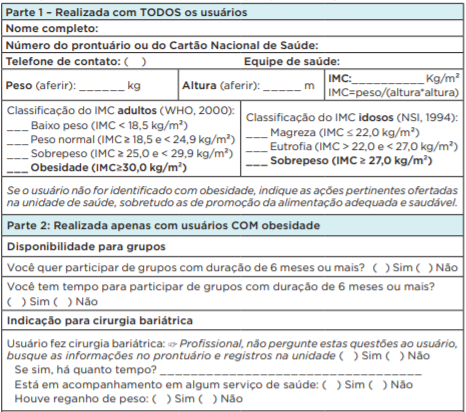 Parte 1 – Realizada com TODOS os usuários
Nome completo:
Número do prontuário ou do Cartão Nacional de Saúde:
Telefone de contato: ( ) Equipe de saúde:
Peso (aferir): ______ kg
Altura (aferir): _____ m
IMC:__________ Kg/m²
IMC=peso/(altura*altura)
Classificação do IMC adultos (WHO, 2000):
___ Baixo peso (IMC < 18,5 kg/m²)
___ Peso normal (IMC ≥ 18,5 e < 24,9 kg/m²)
___ Sobrepeso (IMC ≥ 25,0 e < 29,9 kg/m²)
___ Obesidade (IMC≥30,0 kg/m²)
Classificação do IMC idosos (NSI, 1994):
___ Magreza (IMC ≤ 22,0 kg/m²)
___ Eutrofia (IMC > 22,0 e < 27,0 kg/m²)
___ Sobrepeso (IMC ≥ 27,0 kg/m²)
Se o usuário não for identificado com obesidade, indique as ações pertinentes ofertadas
na unidade de saúde, sobretudo as de promoção da alimentação adequada e saudável.
Parte 2: Realizada apenas com usuários COM obesidade
Disponibilidade para grupos
Você quer participar de grupos com duração de 6 meses ou mais? ( ) Sim ( ) Não
Você tem tempo para participar de grupos com duração de 6 meses ou mais?
( ) Sim ( ) Não
Indicação para cirurgia bariátrica
Usuário fez cirurgia bariátrica: ☞ Profissional, não pergunte estas questões ao usuário,
busque as informações no prontuário e registros na unidade ( ) Sim ( ) Não
Se sim, há quanto tempo? ___________________________________
Está em acompanhamento em algum serviço de saúde: ( ) Sim ( ) Não
Houve reganho de peso: ( ) Sim ( ) Não